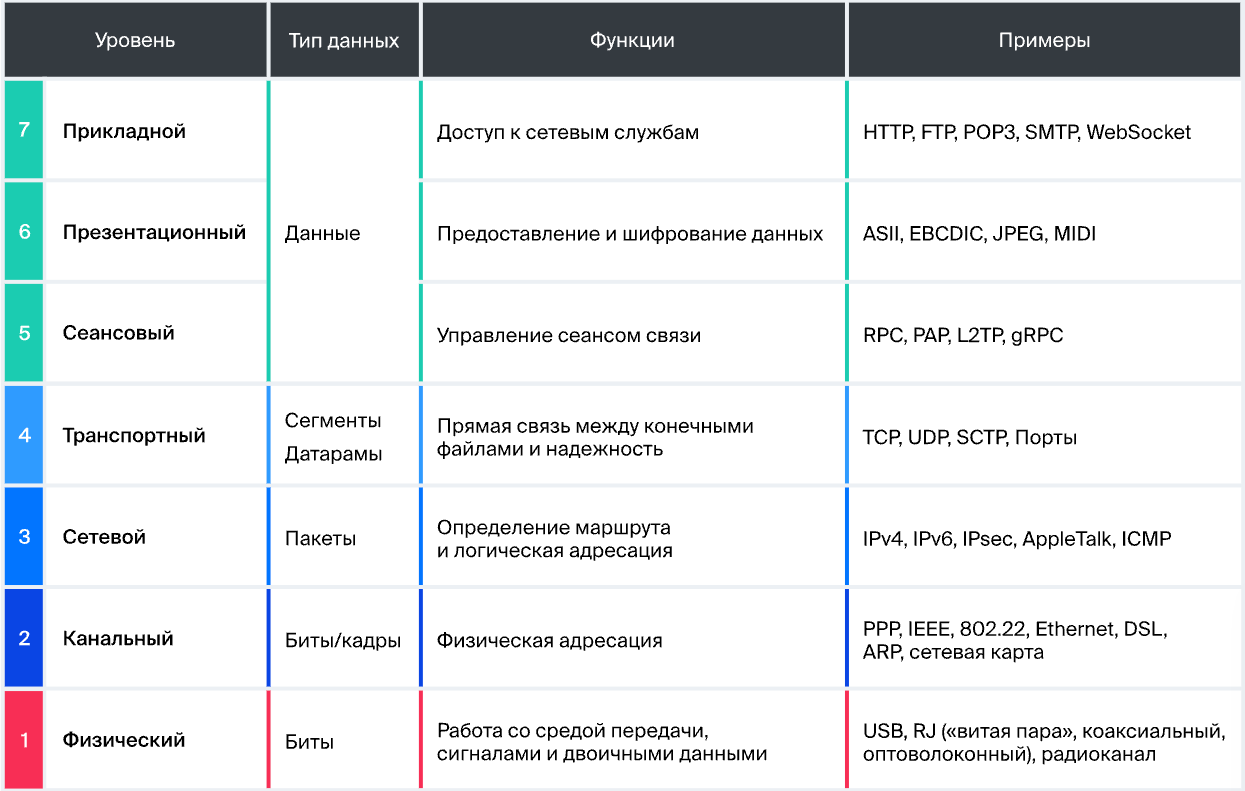 Уровень
Тип данных
Функции
Примеры
7
Прикладной
Доступ к сетевым службам
HTTP, FTP, POP3, SMTP, WebSocket
6
Презентационный
Данные
Предоставление и шифрование данных
ASII, EBCDIC, JPEG, MIDI
5
Сеансовый
Управление сеансом связи
RPC, PAP, L2TP, gRPC
4
Транспортный
Сегменты
Датарамы
Прямая связь между конечными
файлами и надежность
TCP, UDP, SCTP, Порты
3
Сетевой
Пакеты
Определение маршрута
и логическая адресация
IPv4, IPv6, IPsec, AppleTalk, ICMP
2
Канальный
Биты/кадры
Физическая адресация
PPP, IEEE, 802.22, Ethernet, DSL,
ARP, сетевая карта
1
Физический
Биты
Работа со средой передачи,
сигналами и двоичными данными
USB, RJ («витая пара», коаксиальный,
оптоволоконный), радиоканал